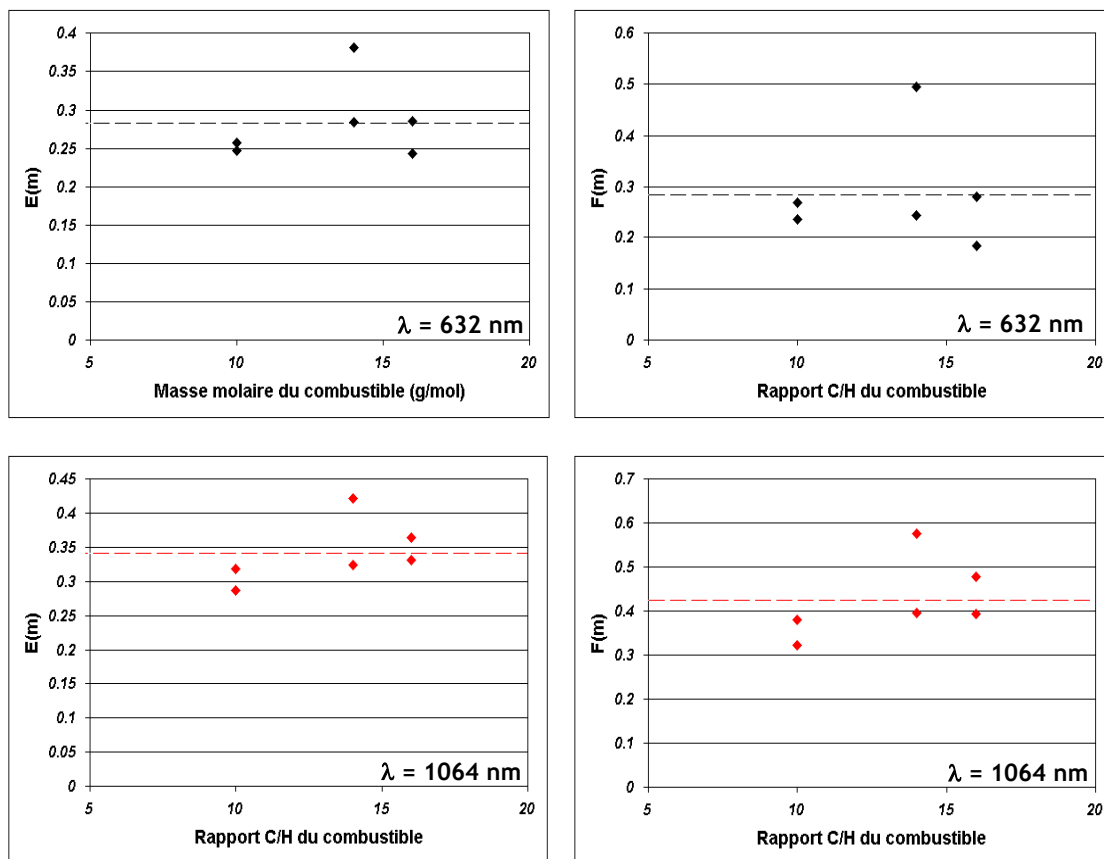 0.4
0.35
0.3
0.25
0.2
0.15
0.1
0.05
0
E(m)
5 10 15 20
λ = 632 nm
Masse molaire du combustible (g/mol)
0.6
0.5
0.4
0.3
0.2
0.1
0
F(m)
5 10 15 20
λ = 632 nm
Rapport C/H du combustible
0.45
0.4
0.35
0.3
0.25
0.2
0.15
0.1
0.05
0
E(m)
5 10 15 20
λ = 1064 nm
Rapport C/H du combustible
0.7
0.6
0.5
0.4
0.3
0.2
0.1
0
F(m)
5 10 15 20
λ = 1064 nm
Rapport C/H du combustible